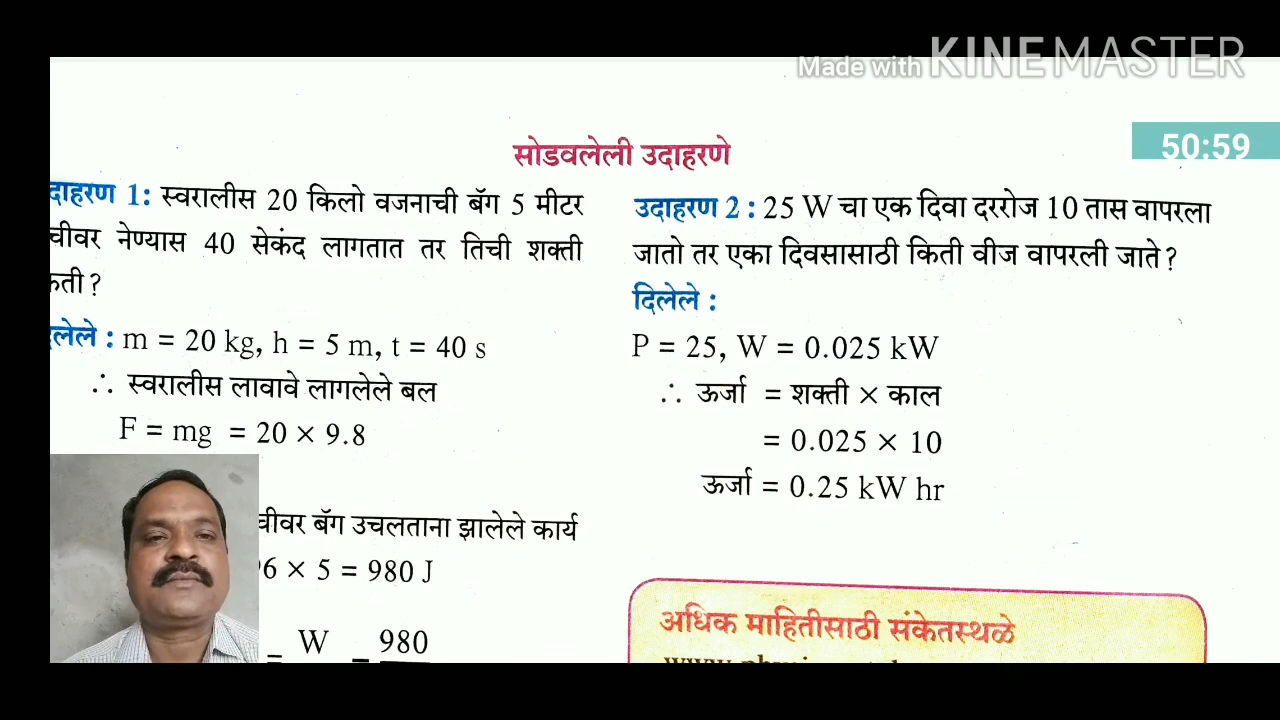 Made with KINEMASTER
50:59
सोडवलेली उदाहरणे
दाहरण 1: स्वरालीस 20 किलो वजनाची बॅग 5 मीटर
चीवर नेण्यास 40 सेकंद लागतात तर तिची शक्ती
ती ?
लेले : m = 20 kg, h = 5 m, t = 40 s
∴ स्वरालीस लावावे लागलेले बल
F = mg = 20 × 9.8
चीवर बॅग उचलताना झालेले कार्य
6 × 5 = 980 J
= W = 980
उदाहरण 2 : 25 W चा एक दिवा दररोज 10 तास वापरला
जातो तर एका दिवसासाठी किती वीज वापरली जाते ?
दिलेले :
P = 25, W = 0.025 kW
∴ ऊर्जा = शक्ती × काल
= 0.025 × 10
ऊर्जा = 0.25 kW hr
अधिक माहितीसाठी संकेतस्थळे